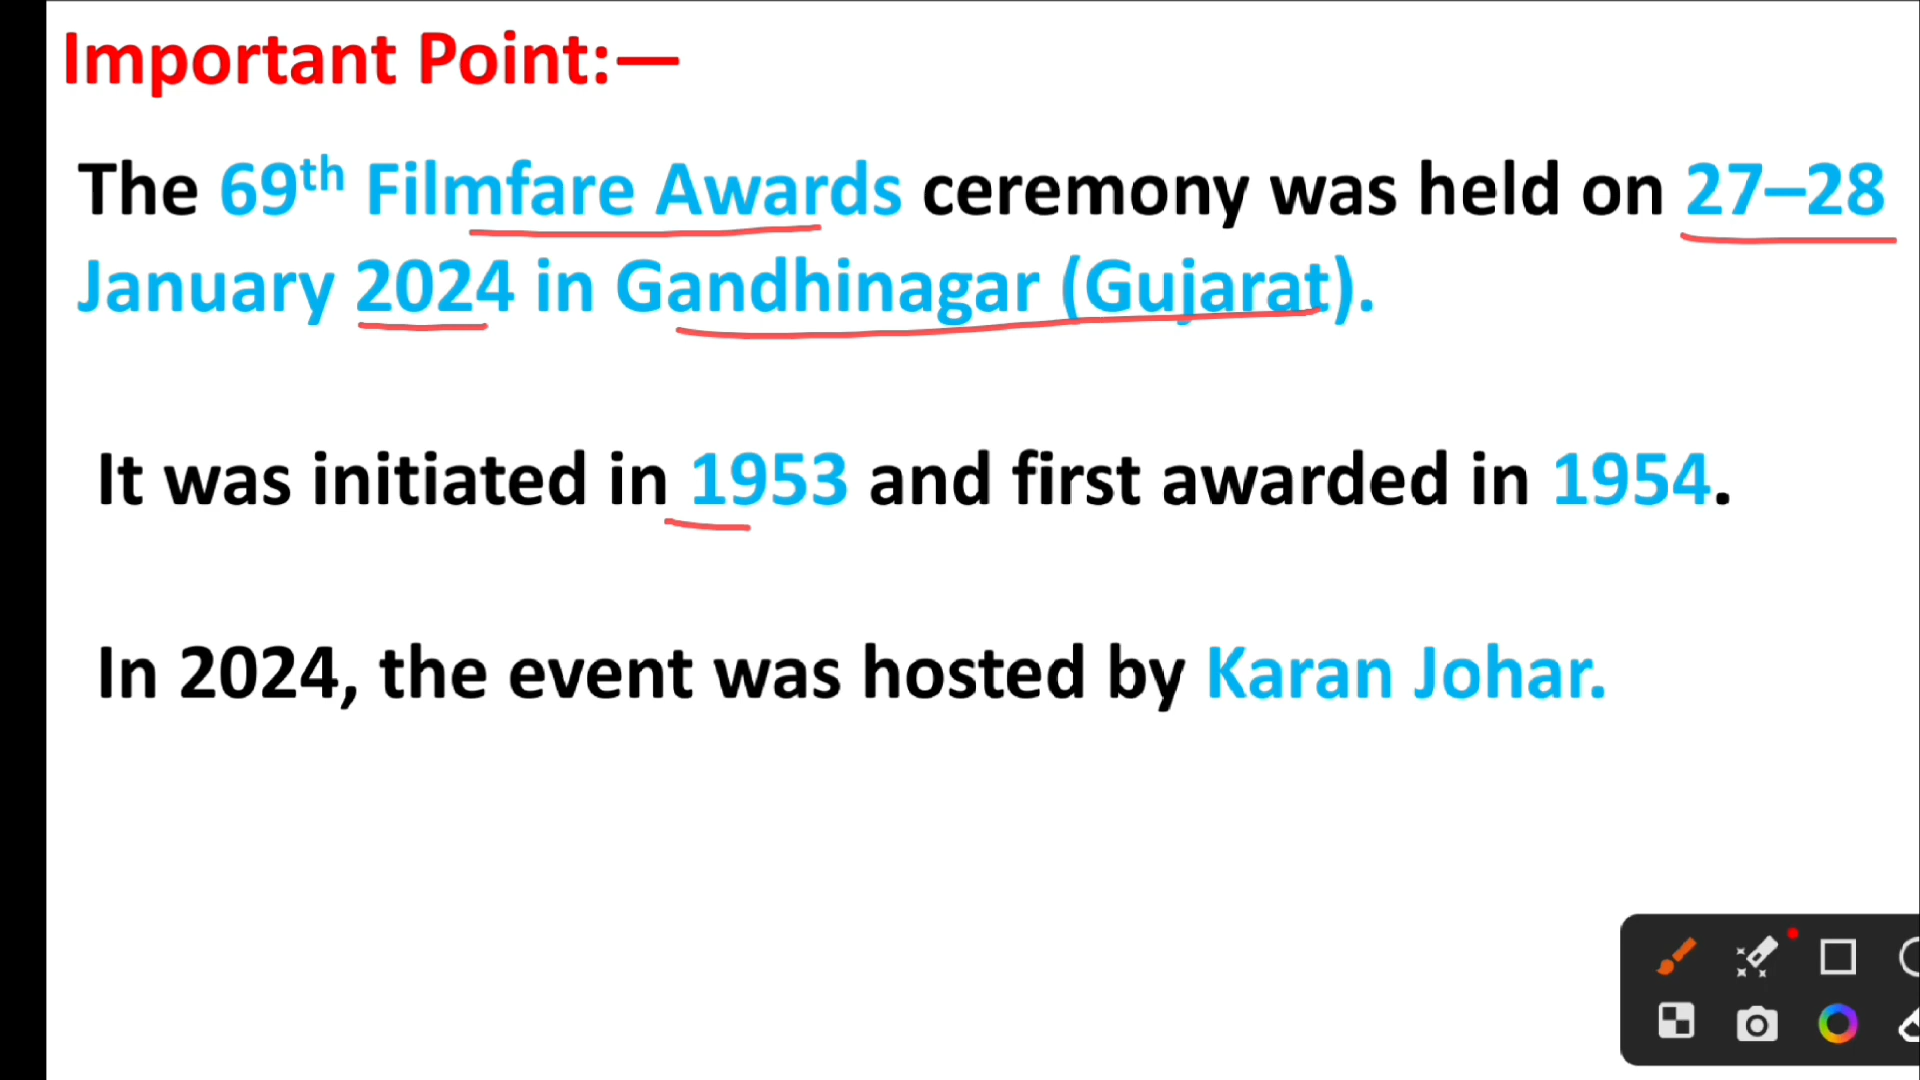 Important Point:—
The 69th Filmfare Awards ceremony was held on 27–28
January 2024 in Gandhinagar (Gujarat).
It was initiated in 1953 and first awarded in 1954.
In 2024, the event was hosted by Karan Johar.